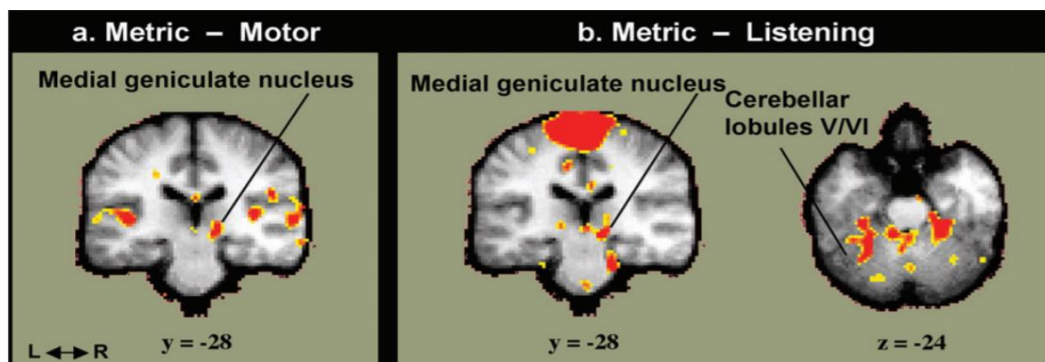 a. Metric – Motor
Medial geniculate nucleus
L ↔ R
y = -28
b. Metric – Listening
Medial geniculate nucleus
Cerebellar
lobules V/VI
y = -28
z = -24